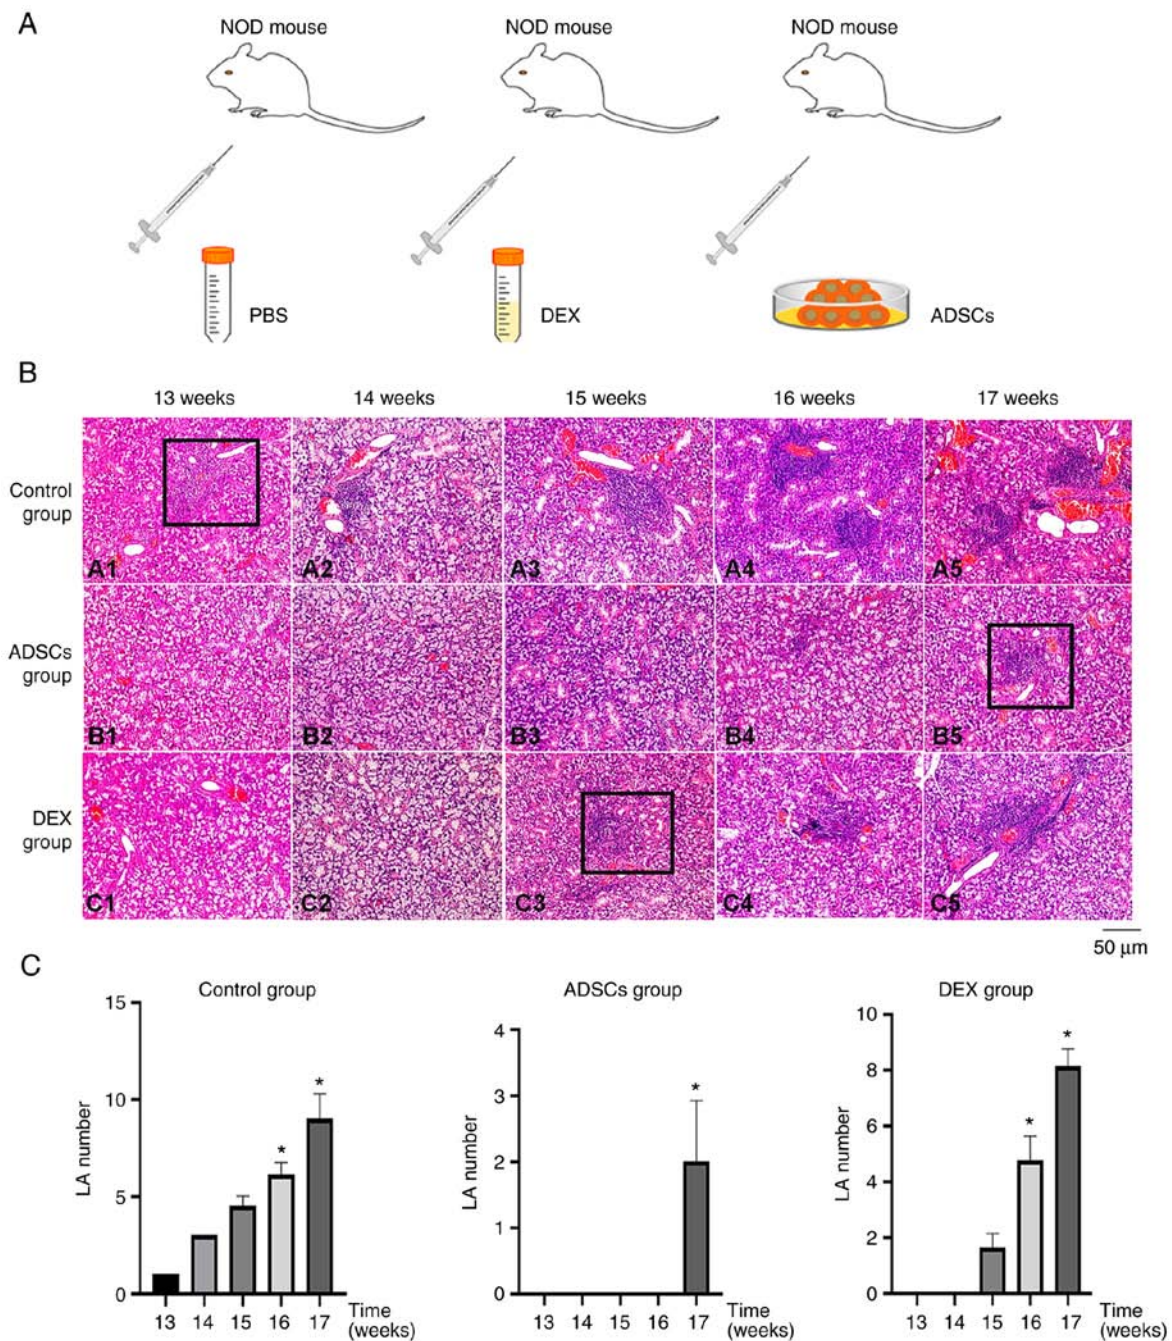 A
NOD mouse NOD mouse NOD mouse
PBS DEX ADSCs
B
13 weeks 14 weeks 15 weeks 16 weeks 17 weeks
Control
group
A1 A2 A3 A4 A5
ADSCs
group
B1 B2 B3 B4 B5
DEX
group
C1 C2 C3 C4 C5
50 μm
C
Control group
15
10
5
0
LA number
* *
13 14 15 16 17
Time
(weeks)
ADSCs group
4
3
2
1
0
LA number
*
13 14 15 16 17
Time
(weeks)
DEX group
10
8
6
4
2
0
LA number
* *
13 14 15 16 17
Time
(weeks)